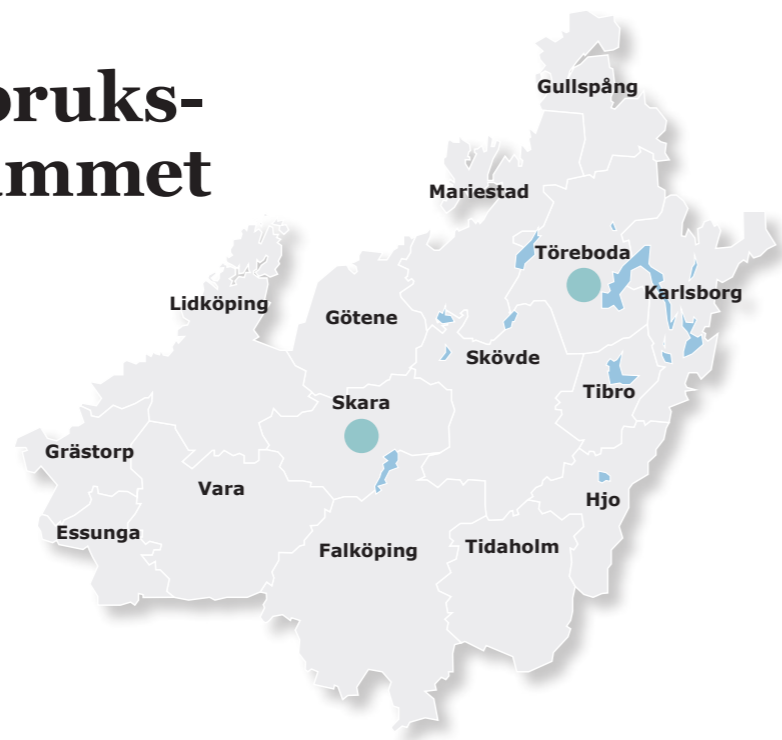 bruks-
mmet
Gullspång
Mariestad
Töreboda
Lidköping
Götene
Karlsborg
Skövde
Skara
Tibro
Grästorp
Vara
Hjo
Essunga
Falköping
Tidaholm